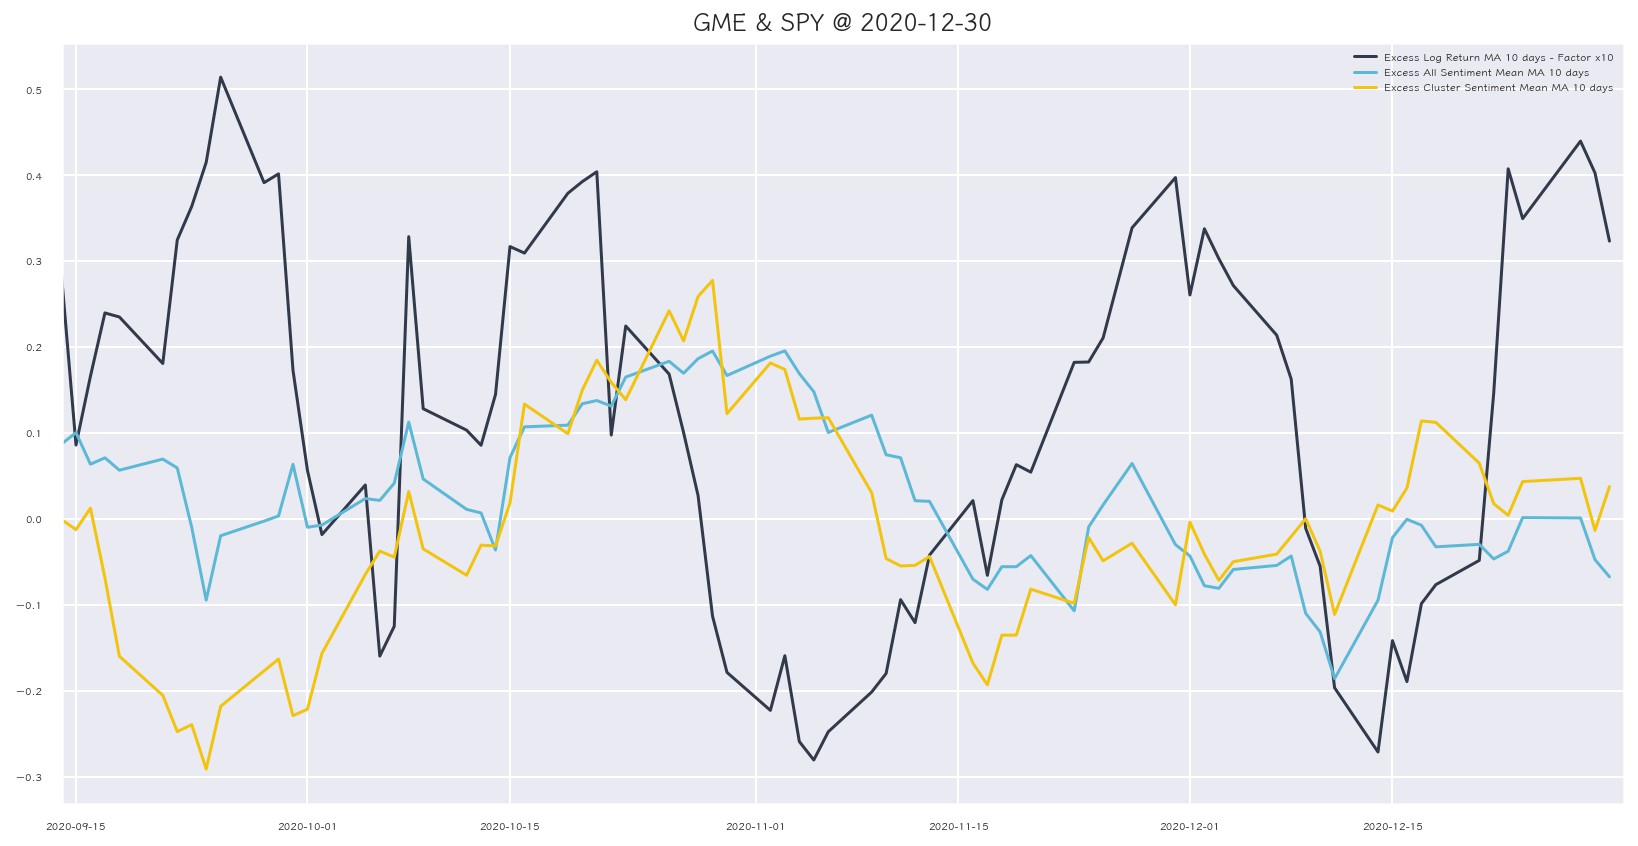 GME & SPY @ 2020-12-30
Excess Log Return MA 10 days - Factor x10
Excess All Sentiment Mean MA 10 days
Excess Cluster Sentiment Mean MA 10 days
0.5
0.4
0.3
0.2
0.1
0.0
−0.1
−0.2
−0.3
2020-09-15 2020-10-01 2020-10-15 2020-11-01 2020-11-15 2020-12-01 2020-12-15